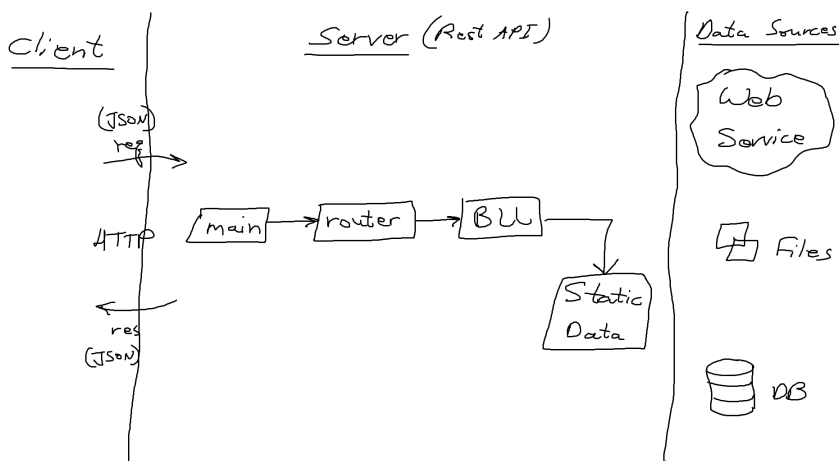 Client
Server (Rest API)
Data Sources
(JSON)
req
HTTP
res
(JSON)
main
router
BLL
Static
Data
Web
Service
Files
DB